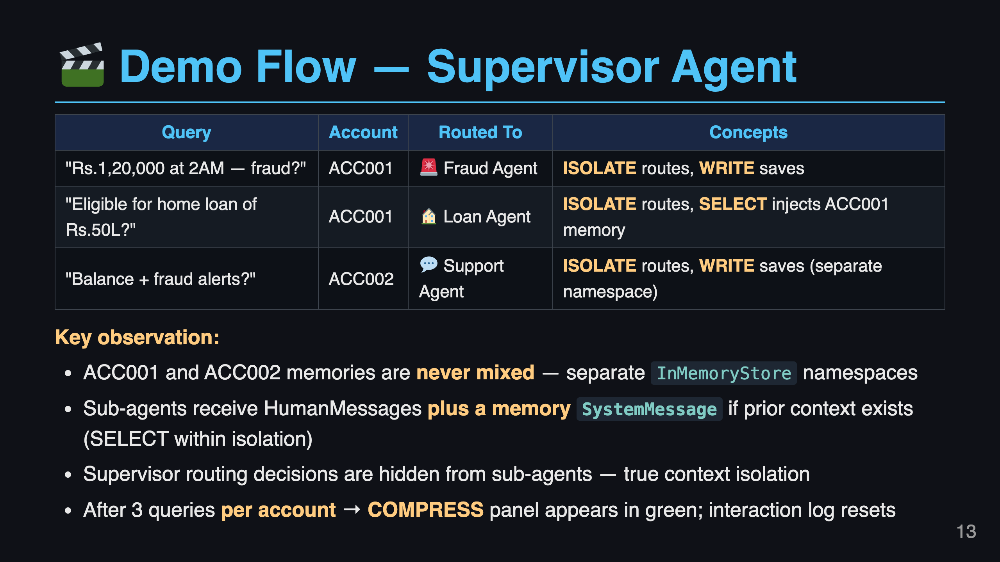 🎬 Demo Flow — Supervisor Agent
Query Account Routed To Concepts
"Rs.1,20,000 at 2AM — fraud?" ACC001 🚨 Fraud Agent ISOLATE routes, WRITE saves
"Eligible for home loan of
Rs.50L?"
ACC001
🏠 Loan Agent
ISOLATE routes, SELECT injects ACC001
memory
"Balance + fraud alerts?"
ACC002
💬 Support
Agent
ISOLATE routes, WRITE saves (separate
namespace)
Key observation:
• ACC001 and ACC002 memories are never mixed — separate InMemoryStore namespaces
• Sub-agents receive HumanMessages plus a memory SystemMessage if prior context exists
(SELECT within isolation)
• Supervisor routing decisions are hidden from sub-agents — true context isolation
• After 3 queries per account → COMPRESS panel appears in green; interaction log resets
13